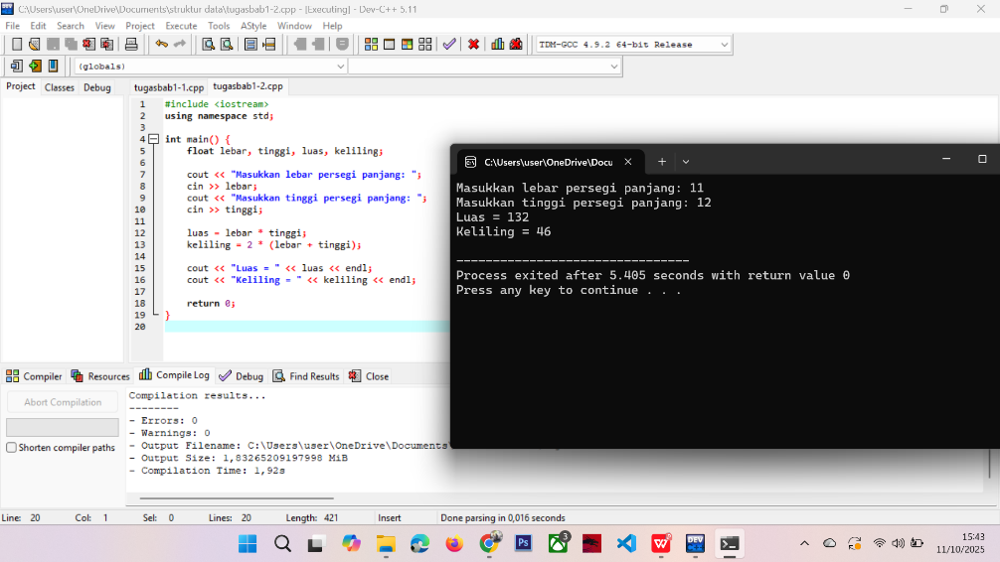 C:\Users\user\OneDrive\Documents\struktur data\tugasbab1-2.cpp - [Executing] - Dev-C++ 5.11
File Edit Search View Project Execute Tools AStyle Window Help
TDM-GCC 4.9.2 64-bit Release
(globals)
Project Classes Debug
tugasbab1-1.cpp tugasbab1-2.cpp
1 #include <iostream>
2 using namespace std;
3
4 int main() {
5 float lebar, tinggi, luas, keliling;
6
7 cout << "Masukkan lebar persegi panjang: ";
8 cin >> lebar;
9 cout << "Masukkan tinggi persegi panjang: ";
10 cin >> tinggi;
11
12 luas = lebar * tinggi;
13 keliling = 2 * (lebar + tinggi);
14
15 cout << "Luas = " << luas << endl;
16 cout << "Keliling = " << keliling << endl;
17
18 return 0;
19 }
20
C:\Users\user\OneDrive\Docu
Masukkan lebar persegi panjang: 11
Masukkan tinggi persegi panjang: 12
Luas = 132
Keliling = 46
--------------------------------
Process exited after 5.405 seconds with return value 0
Press any key to continue . . .
Compiler Resources Compile Log Debug Find Results Close
Abort Compilation
Shorten compiler paths
Compilation results...
--------
- Errors: 0
- Warnings: 0
- Output Filename: C:\Users\user\OneDrive\Documents\
- Output Size: 1,83265209197998 MiB
- Compilation Time: 1,92s
Line: 20 Col: 1 Sel: 0 Lines: 20 Length: 421 Insert Done parsing in 0,016 seconds
Ps
3
W
DEV
15:43
11/10/2025